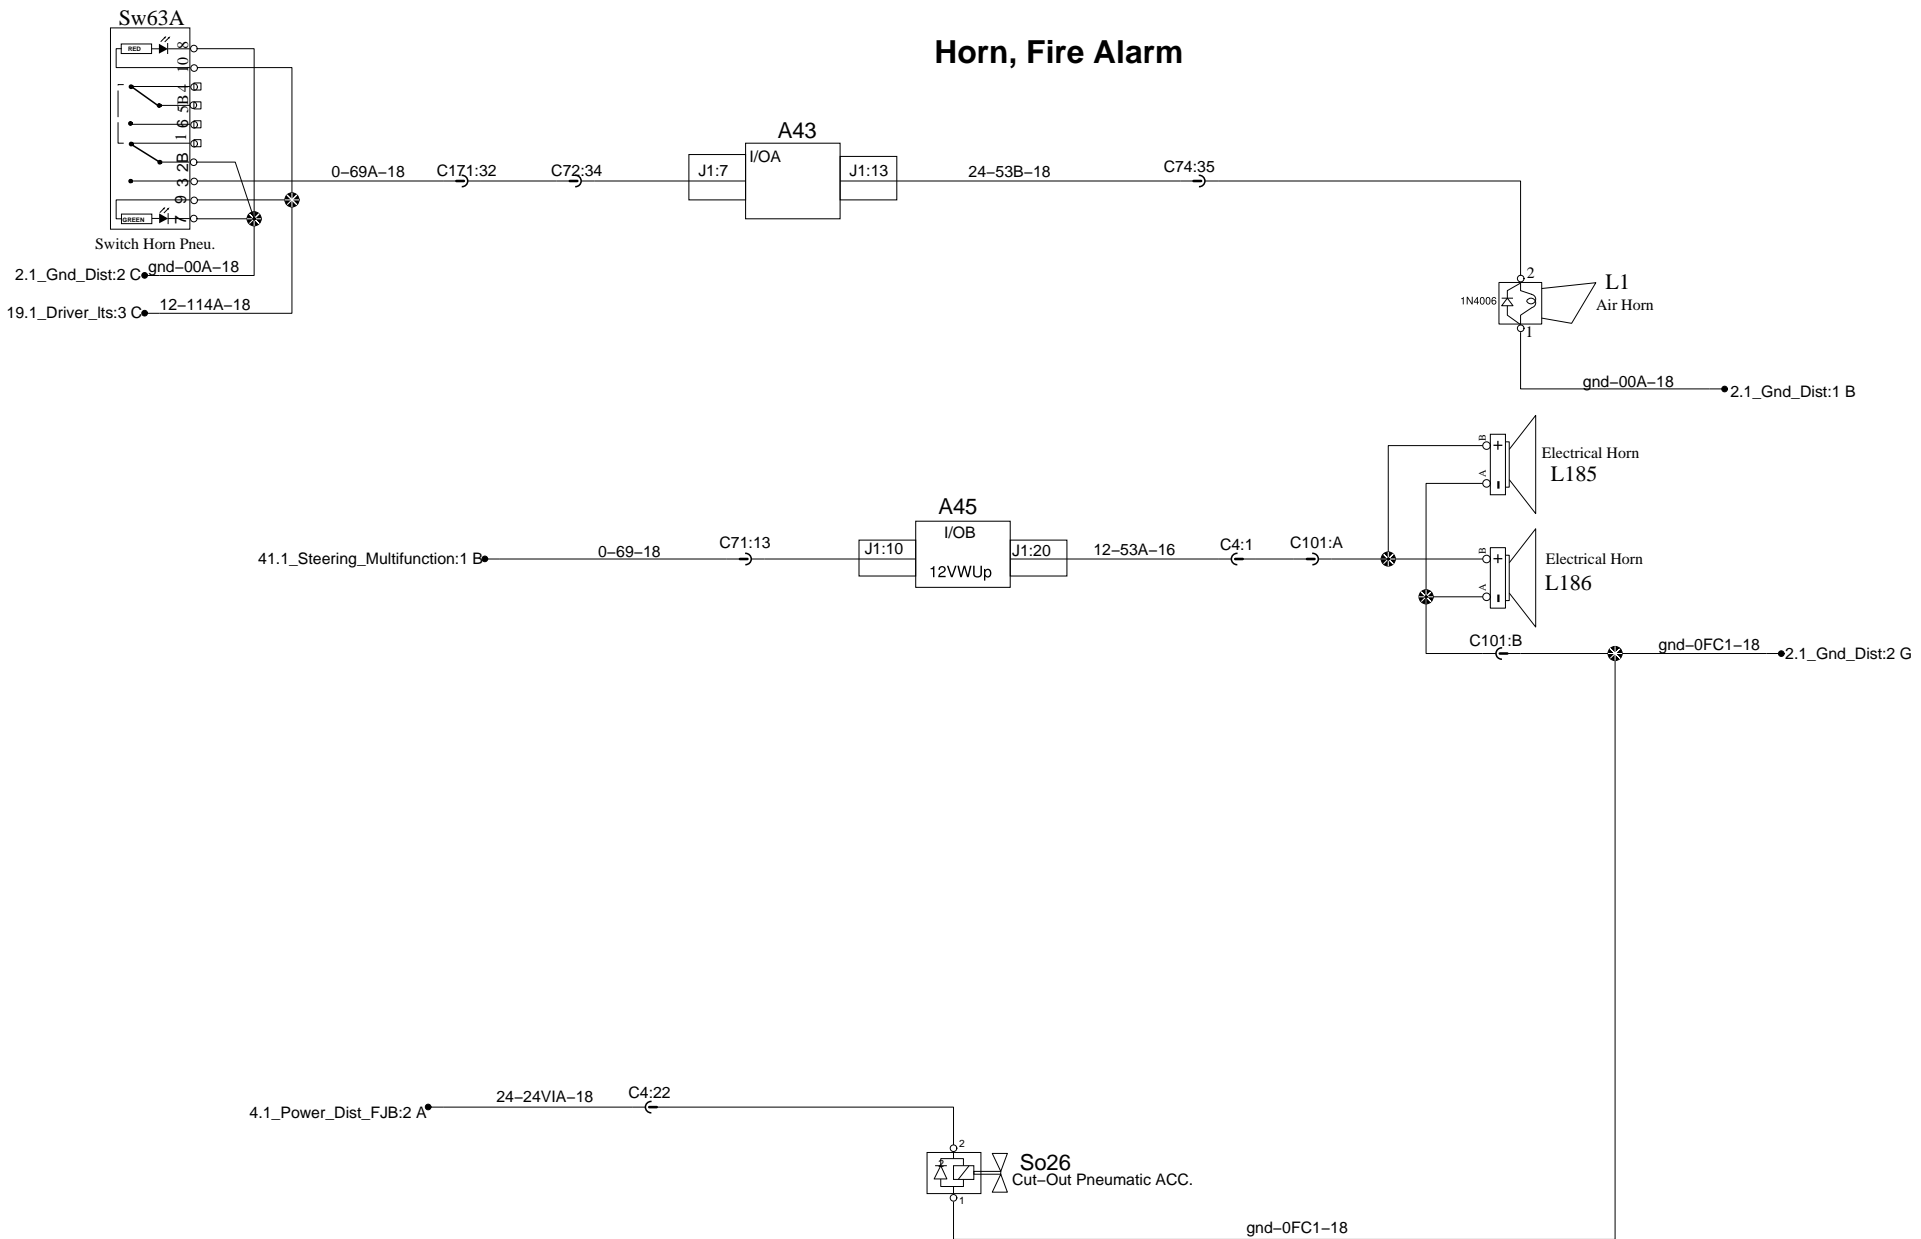 Sw63A
Horn, Fire Alarm
RED
8
10
4
5B
6
1
2B
3
9
7
GREEN
Switch Horn Pneu.
2.1_Gnd_Dist:2 C
gnd–00A–18
19.1_Driver_lts:3 C
12–114A–18
0–69A–18
C171:32
C72:34
A43
I/OA
J1:7
J1:13
24–53B–18
C74:35
2
1N4006
L1
Air Horn
1
gnd–00A–18
2.1_Gnd_Dist:1 B
B
+
A
Electrical Horn
L185
41.1_Steering_Multifunction:1 B
0–69–18
C71:13
A45
I/OB
J1:10
J1:20
12VWUp
12–53A–16
C4:1
C101:A
B
+
A
Electrical Horn
L186
C101:B
gnd–0FC1–18
2.1_Gnd_Dist:2 G
4.1_Power_Dist_FJB:2 A
24–24VIA–18
C4:22
2
So26
Cut–Out Pneumatic ACC.
1
gnd–0FC1–18